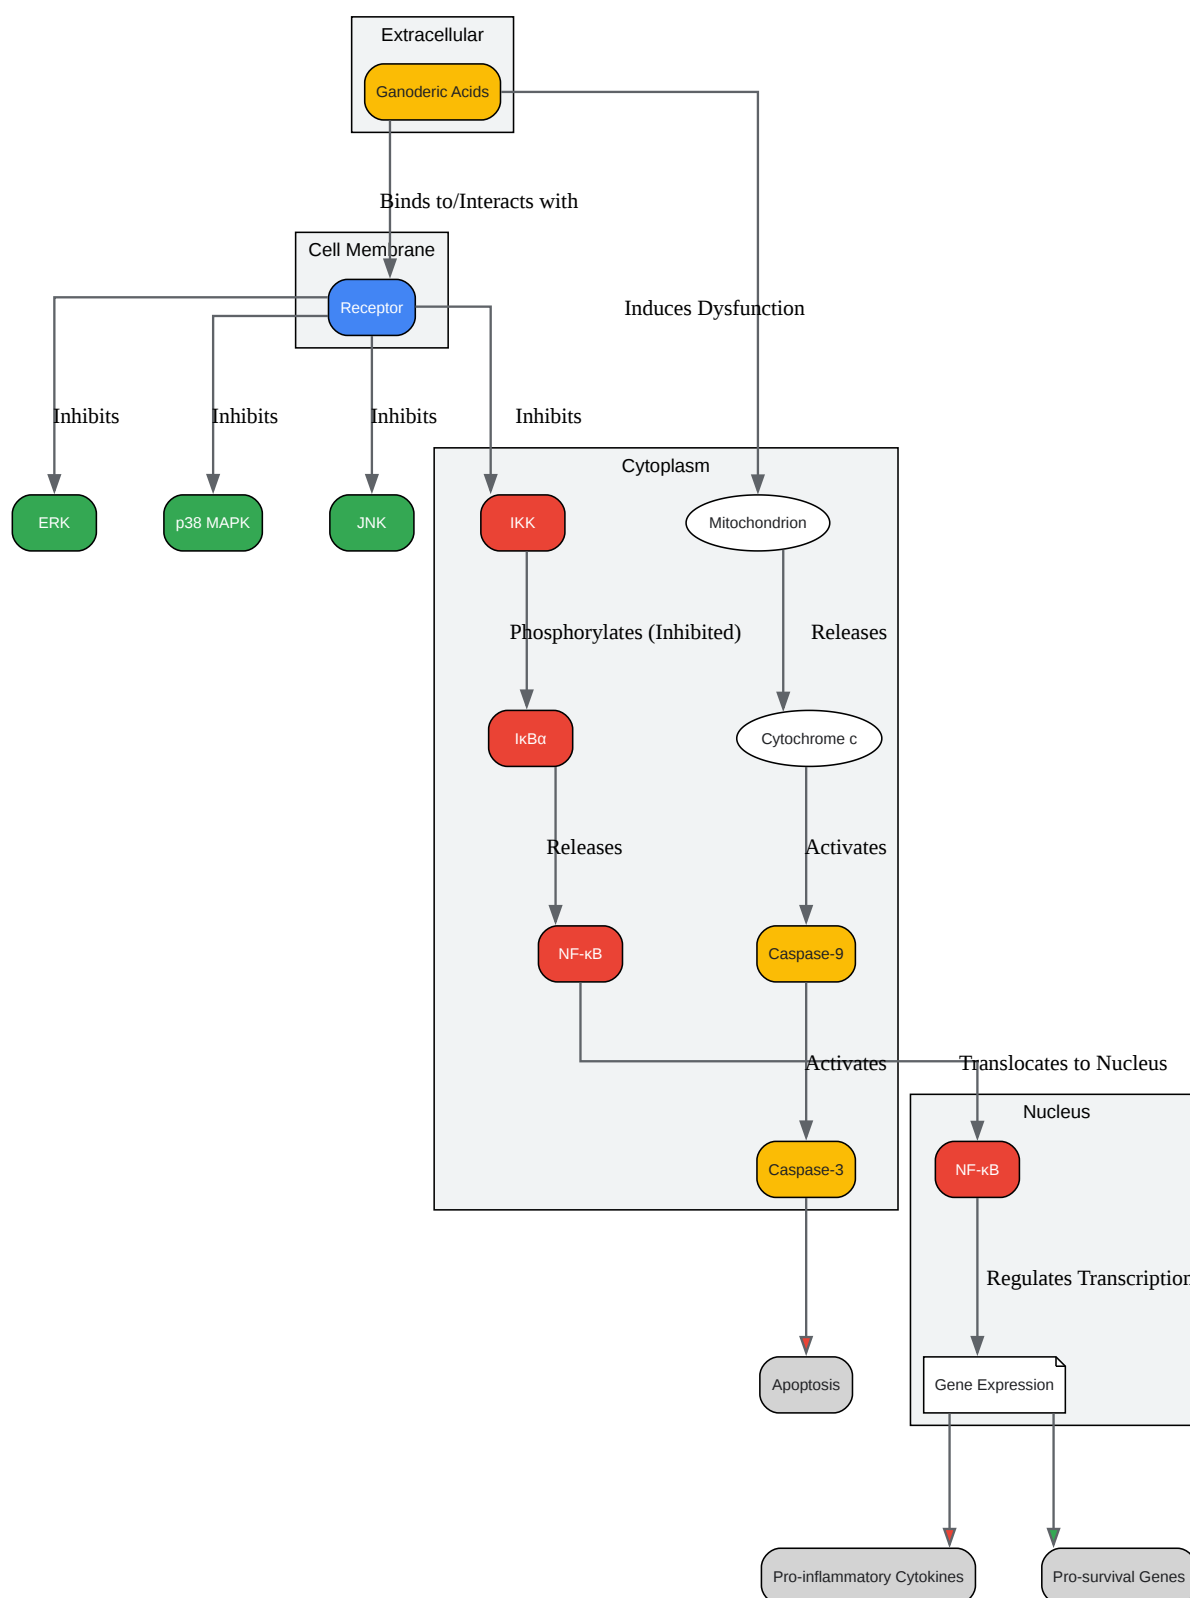 Extracellular
Ganoderic Acids
Binds to/Interacts with
Cell Membrane
Receptor
Induces Dysfunction
Inhibits
Inhibits
Inhibits
Inhibits
Cytoplasm
ERK
p38 MAPK
JNK
IKK
Mitochondrion
Phosphorylates (Inhibited)
Releases
IκBα
Cytochrome c
Releases
Activates
NF-κB
Caspase-9
Activates
Translocates to Nucleus
Nucleus
Caspase-3
NF-κB
Regulates Transcription
Apoptosis
Gene Expression
Pro-inflammatory Cytokines
Pro-survival Genes